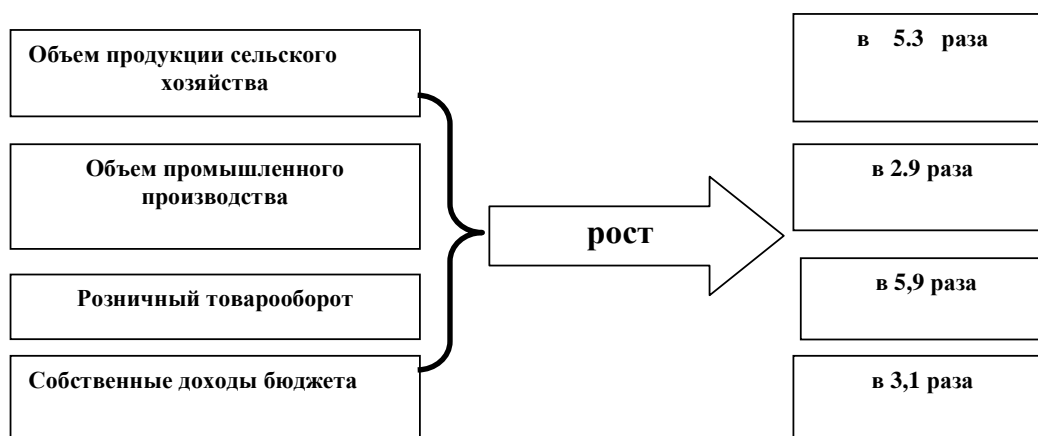 Объем продукции сельского
хозяйства
в 5.3 раза
Объем промышленного
производства
в 2.9 раза
рост
Розничный товарооборот
в 5,9 раза
Собственные доходы бюджета
в 3,1 раза